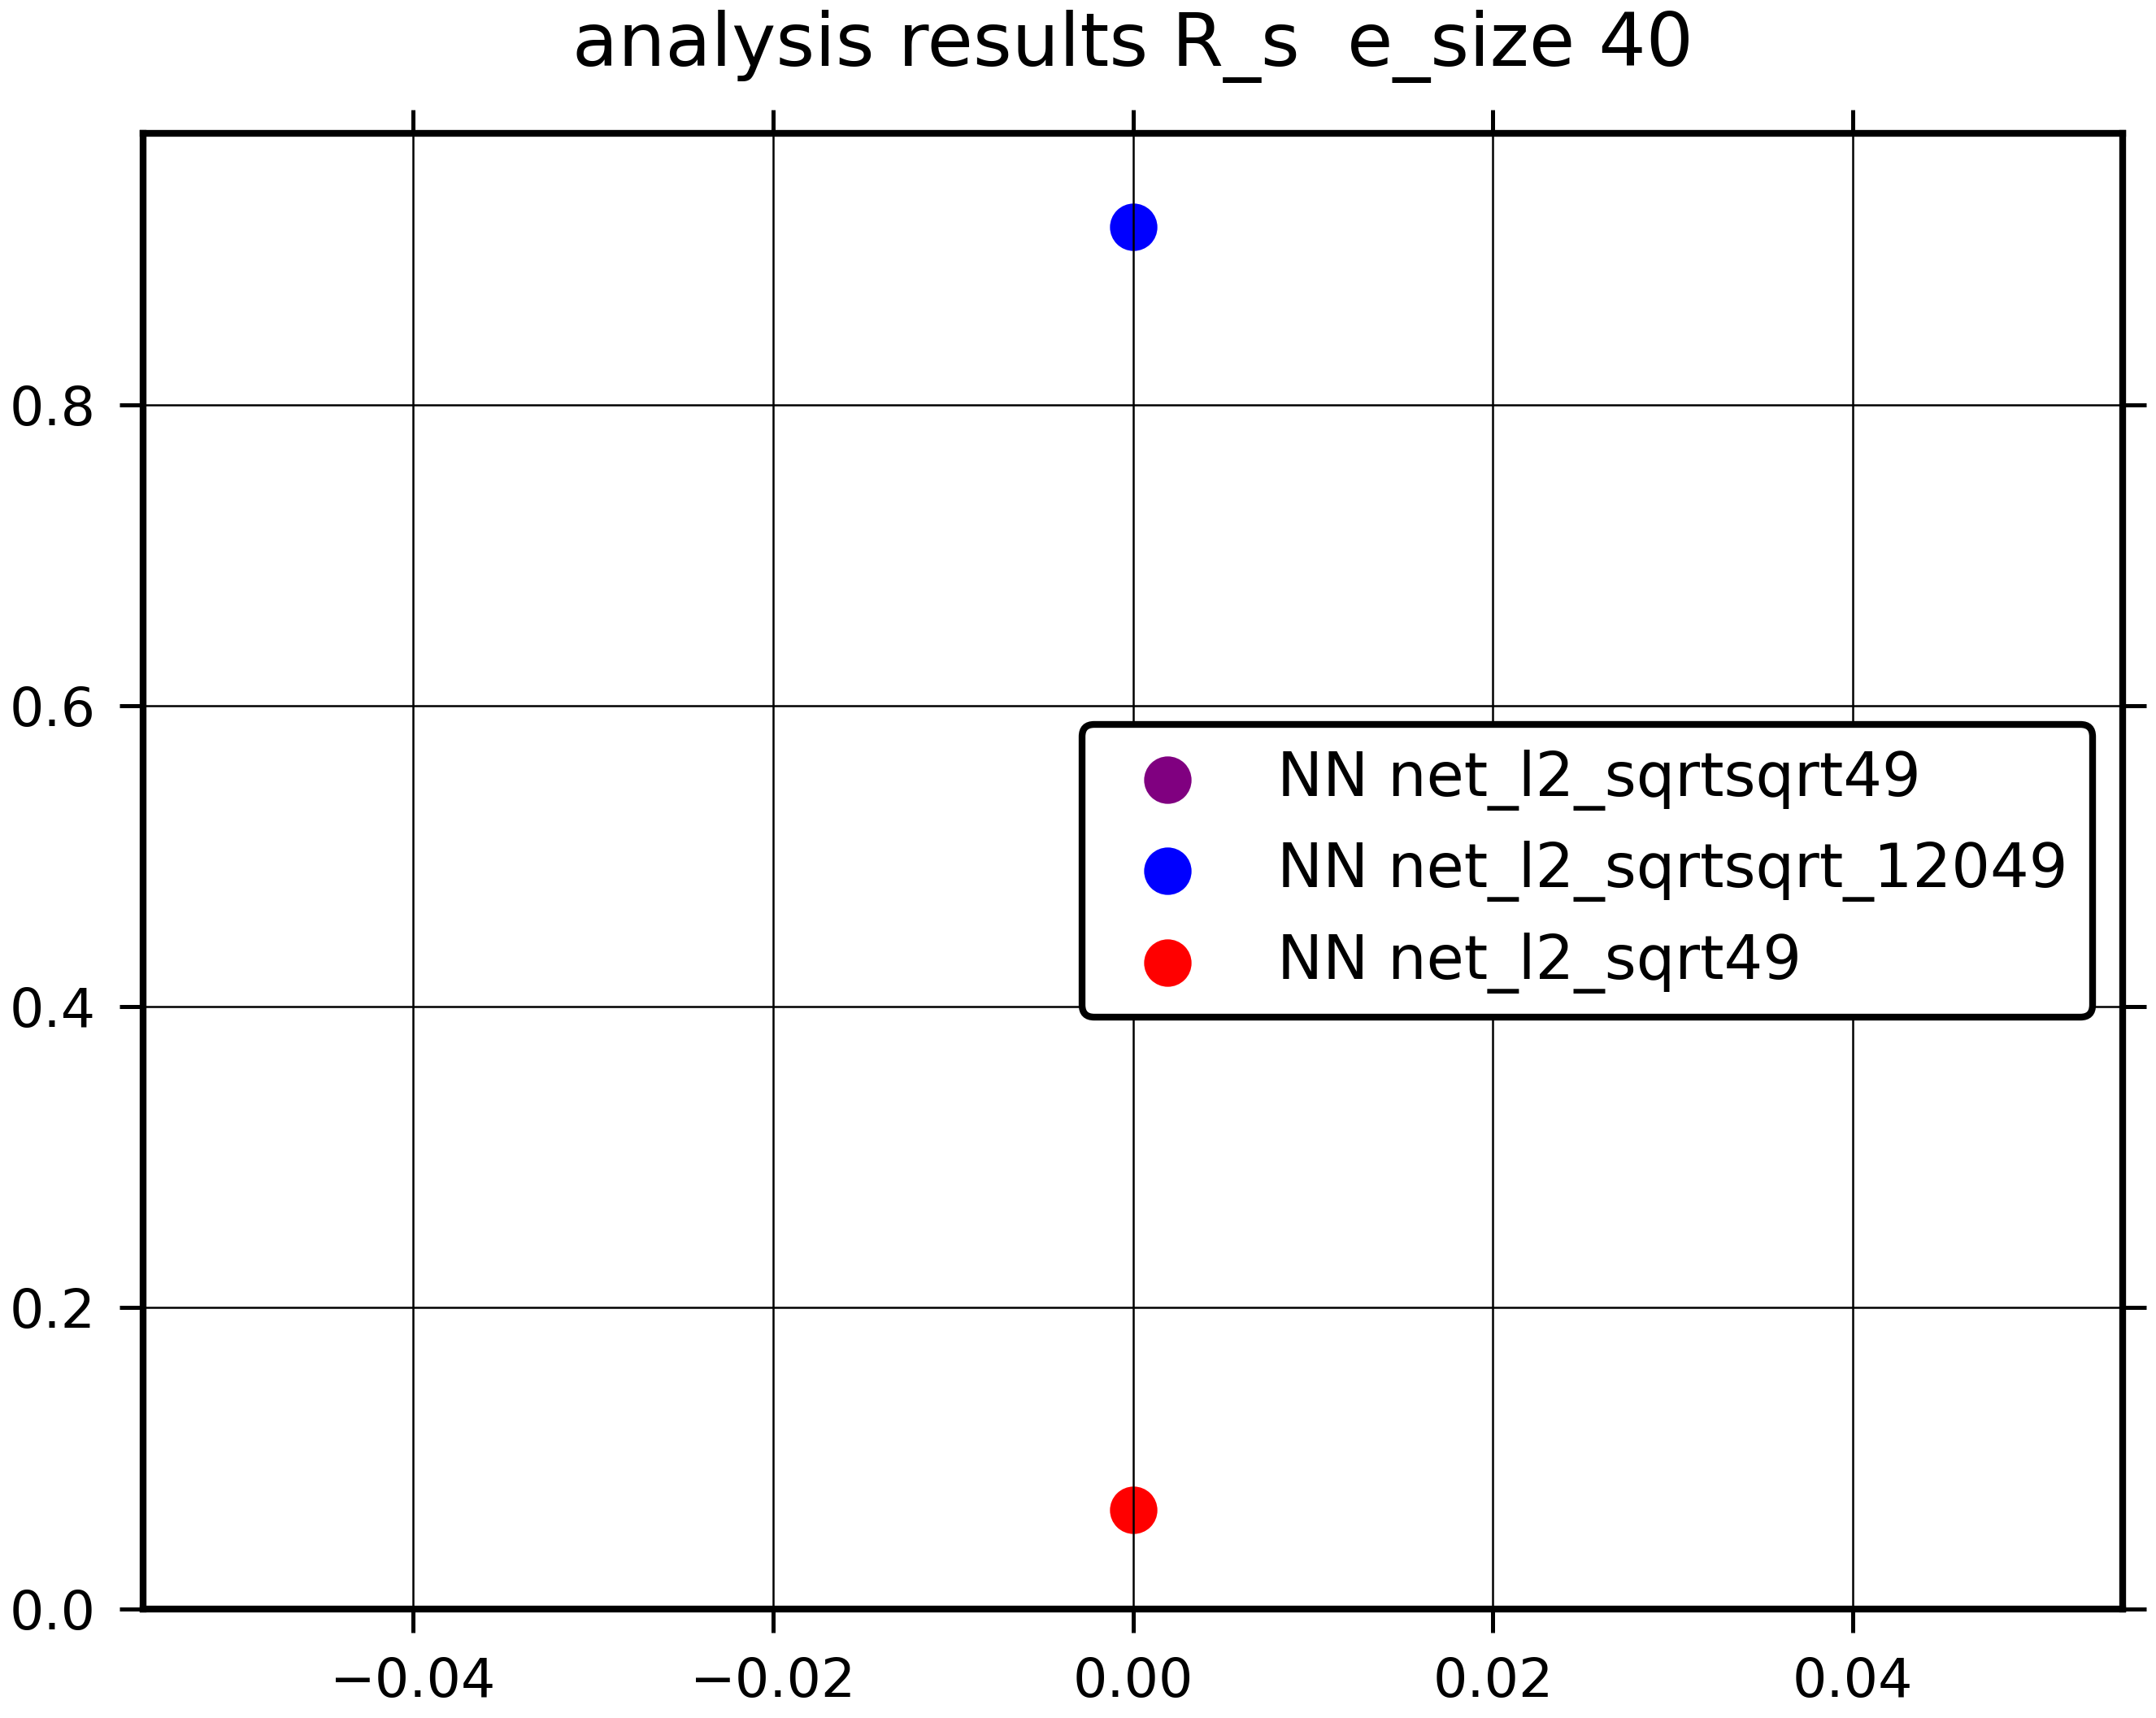 analysis results R_s  e_size 40
0.8
0.6
0.4
0.2
0.0
NN net_l2_sqrtsqrt49
NN net_l2_sqrtsqrt_12049
NN net_l2_sqrt49
−0.04 −0.02 0.00 0.02 0.04